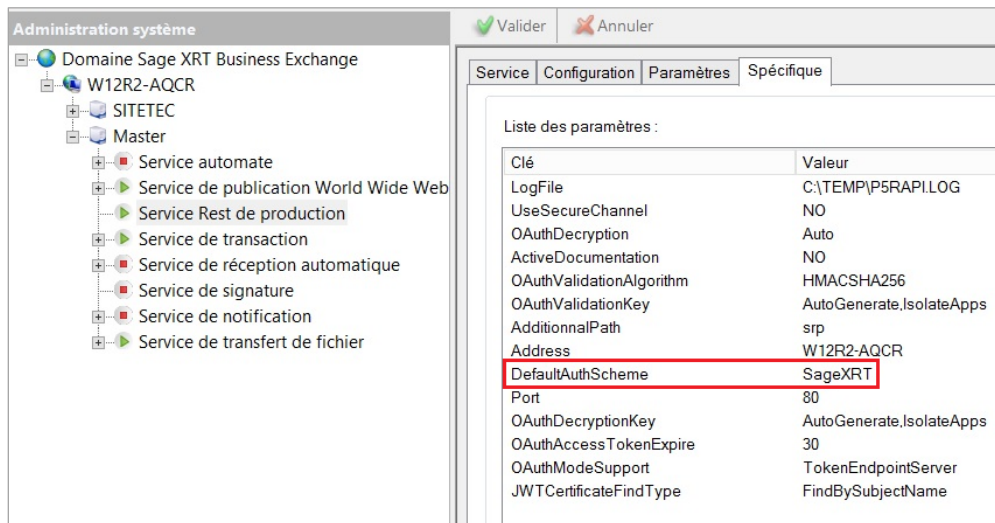 Administration système
Domaine Sage XRT Business Exchange
W12R2-AQCR
SITETEC
Master
Service automate
Service de publication World Wide Web
Service Rest de production
Service de transaction
Service de réception automatique
Service de signature
Service de notification
Service de transfert de fichier
Valider Annuler
Service Configuration Paramètres Spécifique
Liste des paramètres :
Clé Valeur
LogFile C:\TEMP\P5RAPI.LOG
UseSecureChannel NO
OAuthDecryption Auto
ActiveDocumentation NO
OAuthValidationAlgorithm HMACSHA256
OAuthValidationKey AutoGenerate,IsolateApps
AdditionnalPath srp
Address W12R2-AQCR
DefaultAuthScheme SageXRT
Port 80
OAuthDecryptionKey AutoGenerate,IsolateApps
OAuthAccessTokenExpire 30
OAuthModeSupport TokenEndpointServer
JWTCertificateFindType FindBySubjectName